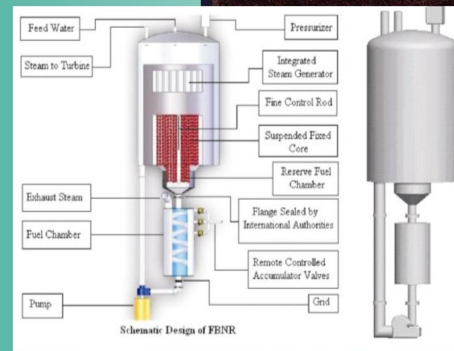 Feed Water
Steam to Turbine
Exhaust Steam
Fuel Chamber
Pump
Pressurizer
Integrated
Steam Generator
Fine Control Rod
Suspended Fixed
Core
Reserve Fuel
Chamber
Flange Sealed by
International Authorities
Remote Controlled
Accumulator Valves
Grid
Schematic Design of FBNR